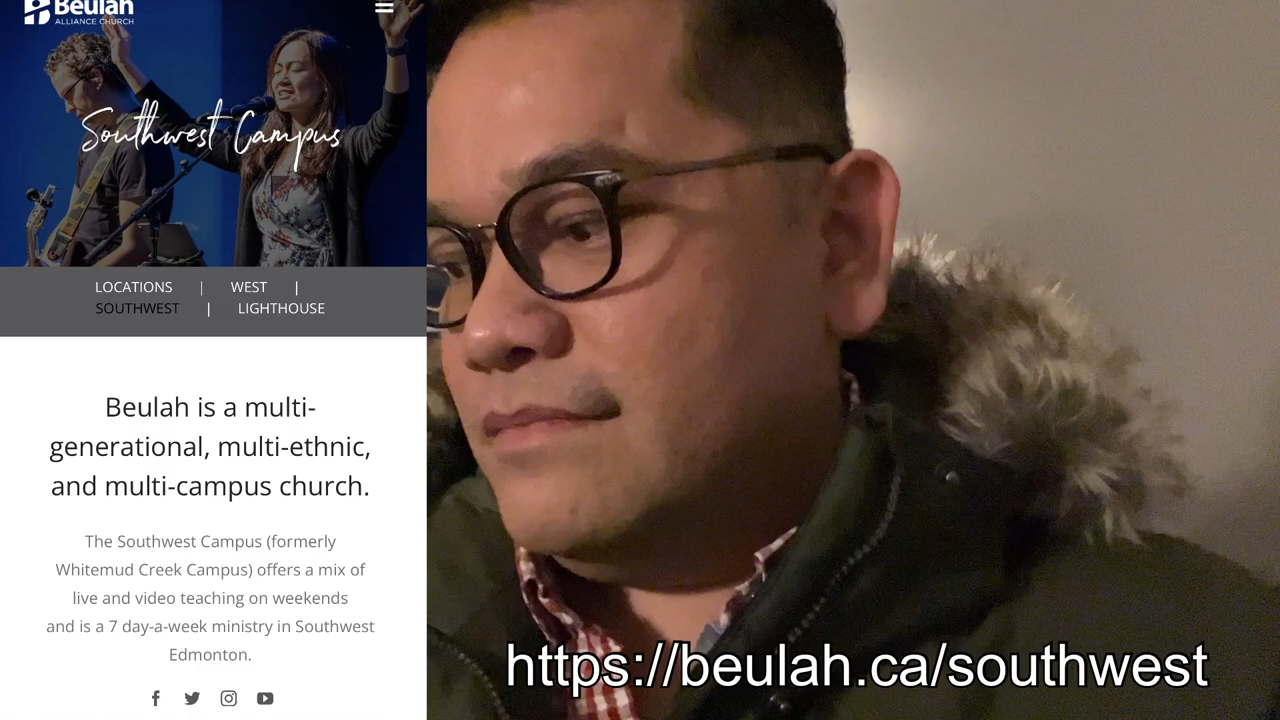 Beulah
ALLIANCE CHURCH
Southwest Campus
LOCATIONS | WEST |
SOUTHWEST | LIGHTHOUSE
Beulah is a multi-
generational, multi-ethnic,
and multi-campus church.
The Southwest Campus (formerly
Whitemud Creek Campus) offers a mix of
live and video teaching on weekends
and is a 7 day-a-week ministry in Southwest
Edmonton.
https://beulah.ca/southwest